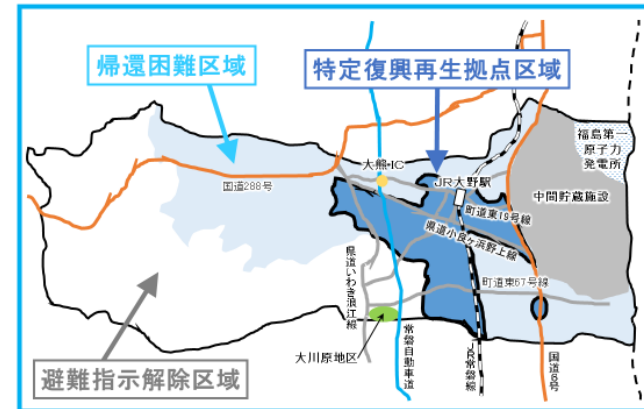 帰還困難区域
特定復興再生拠点区域
福島第一
原子力
発電所
大熊IC
JR大野駅
国道288号
中間貯蔵施設
町道東19号線
県道小良ヶ浜野上線
県道いわき浪江線
町道東67号線
大川原地区
常磐自動車道
JR常磐線
国道6号
避難指示解除区域